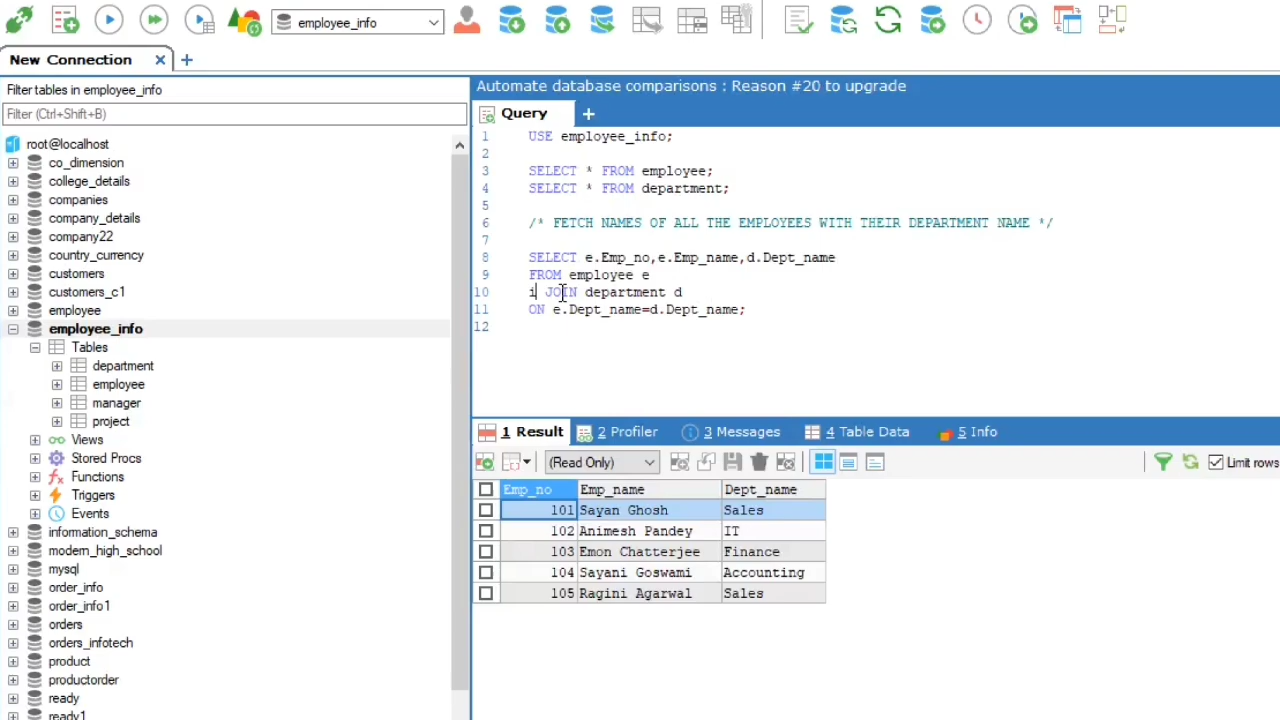 employee_info
New Connection
Filter tables in employee_info
Filter (Ctrl+Shift+B)
root@localhost
co_dimension
college_details
companies
company_details
company22
country_currency
customers
customers_c1
employee
employee_info
Tables
department
employee
manager
project
Views
Stored Procs
Functions
Triggers
Events
information_schema
modern_high_school
mysql
order_info
order_info1
orders
orders_infotech
product
productorder
ready
ready1
Automate database comparisons : Reason #20 to upgrade
Query
1 USE employee_info;
2
3 SELECT * FROM employee;
4 SELECT * FROM department;
5
6 /* FETCH NAMES OF ALL THE EMPLOYEES WITH THEIR DEPARTMENT NAME */
7
8 SELECT e.Emp_no,e.Emp_name,d.Dept_name
9 FROM employee e
10 i JOIN department d
11 ON e.Dept_name=d.Dept_name;
12
1 Result 2 Profiler 3 Messages 4 Table Data 5 Info
(Read Only) Limit rows
Emp_no Emp_name Dept_name
101 Sayan Ghosh Sales
102 Animesh Pandey IT
103 Emon Chatterjee Finance
104 Sayani Goswami Accounting
105 Ragini Agarwal Sales